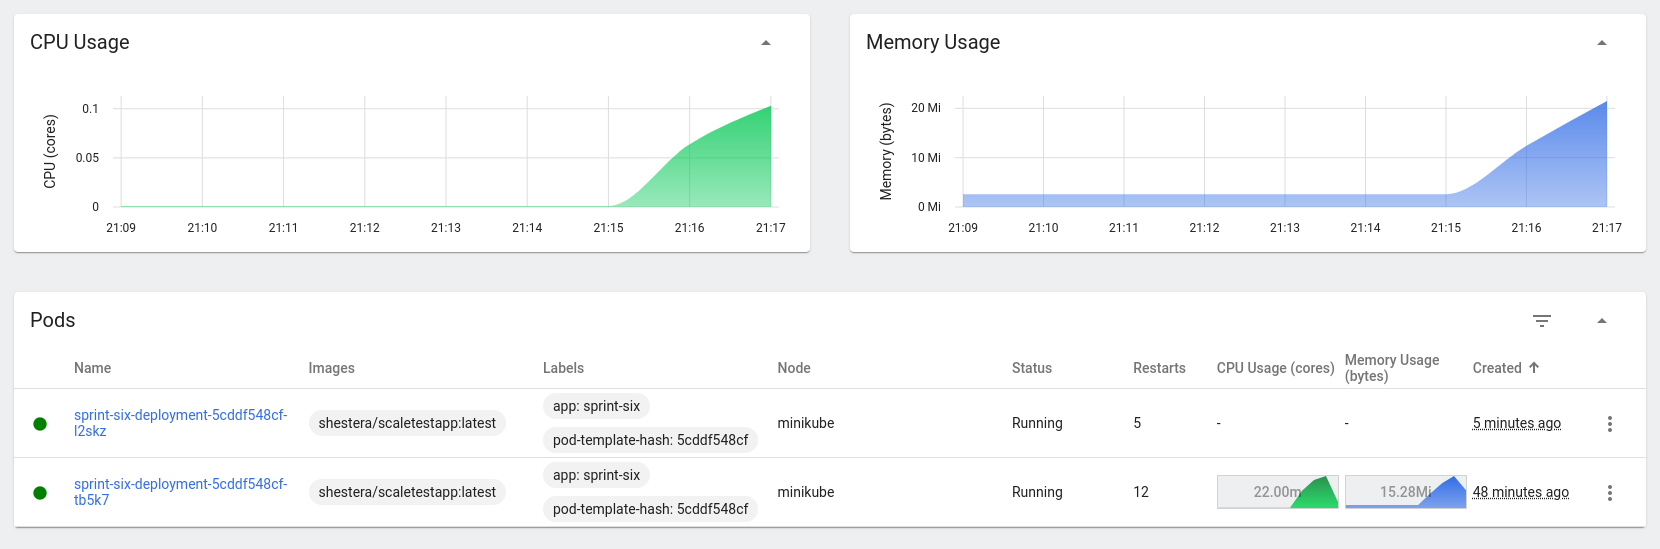 CPU Usage
CPU (cores)
0.1
0.05
0
21:09 21:10 21:11 21:12 21:13 21:14 21:15 21:16 21:17
Memory Usage
Memory (bytes)
20 Mi
10 Mi
0 Mi
21:09 21:10 21:11 21:12 21:13 21:14 21:15 21:16 21:17
Pods
Name Images Labels Node Status Restarts CPU Usage (cores) Memory Usage (bytes) Created
sprint-six-deployment-5cddf548cf-
l2skz
shestera/scaletestapp:latest
app: sprint-six
pod-template-hash: 5cddf548cf
minikube
Running
5
-
-
5 minutes ago
sprint-six-deployment-5cddf548cf-
tb5k7
shestera/scaletestapp:latest
app: sprint-six
pod-template-hash: 5cddf548cf
minikube
Running
12
22.00m
15.28Mi
48 minutes ago